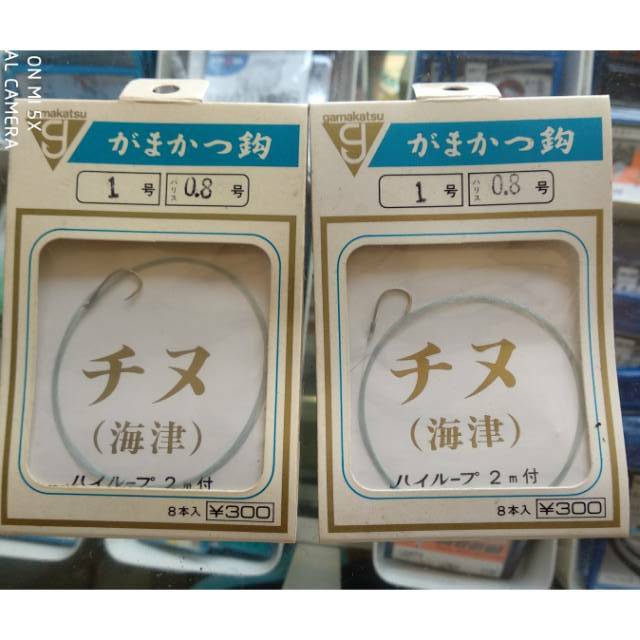 ON MI 5X
AL CAMERA
makatsu
g
がまかつ鈎
1 号
ハリス 0.8 号
チヌ
(海津)
ハイループ 2m付
8本入 ¥300
gamakatsu
g
がまかつ鈎
1 号
ハリス 0.8 号
チヌ
(海津)
ハイループ 2m付
8本入 ¥300